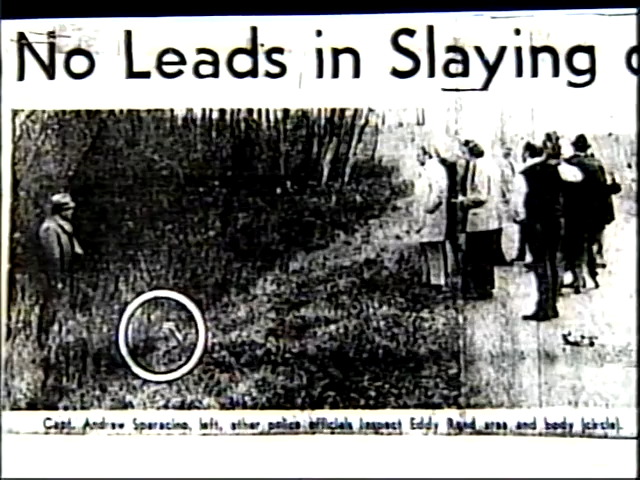 No Leads in Slaying
Capt. Andrew Sparacino, left, other police officials inspect Eddy Road area and body (circle).